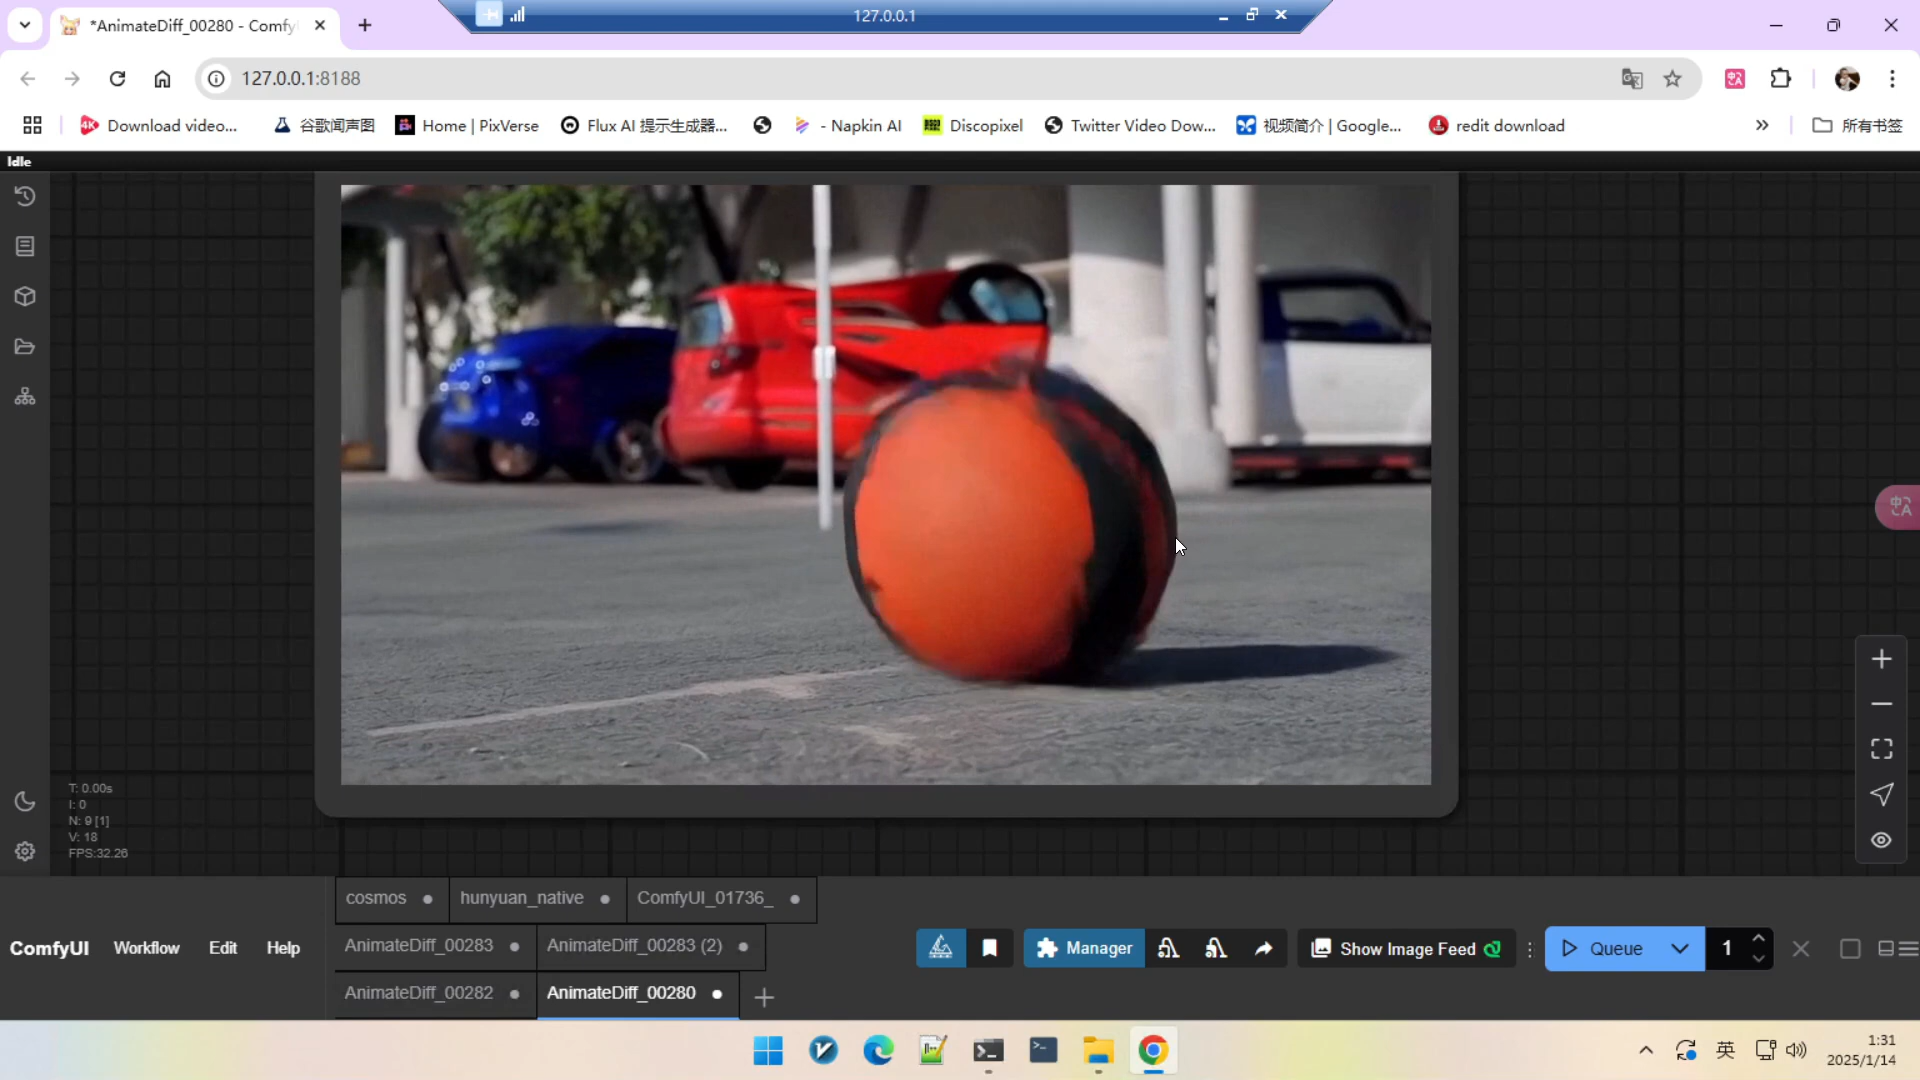 *AnimateDiff_00280 - Comfy
127.0.0.1
127.0.0.1:8188
Download video...
谷歌闻声图
Home | PixVerse
Flux AI 提示生成器...
- Napkin AI
Discopixel
Twitter Video Dow...
视频简介 | Google...
redit download
所有书签
Idle
T: 0.00s
I: 0
N: 9 [1]
V: 18
FPS:32.26
cosmos
hunyuan_native
ComfyUI_01736_
ComfyUI
Workflow
Edit
Help
AnimateDiff_00283
AnimateDiff_00283 (2)
AnimateDiff_00282
AnimateDiff_00280
Manager
Show Image Feed
Queue
1
英
1:31
2025/1/14